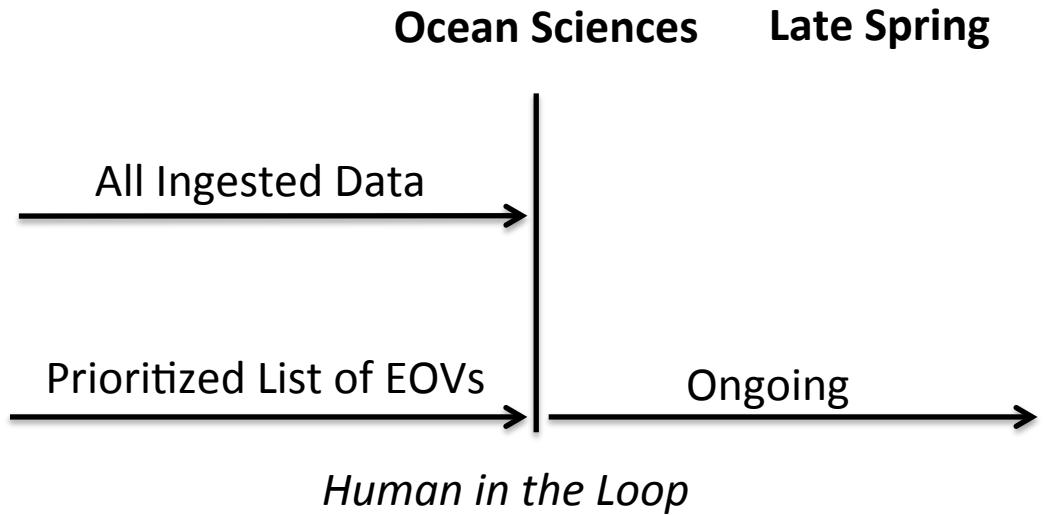 Ocean Sciences Late Spring
All Ingested Data
Prioritized List of EOVs
Ongoing
Human in the Loop